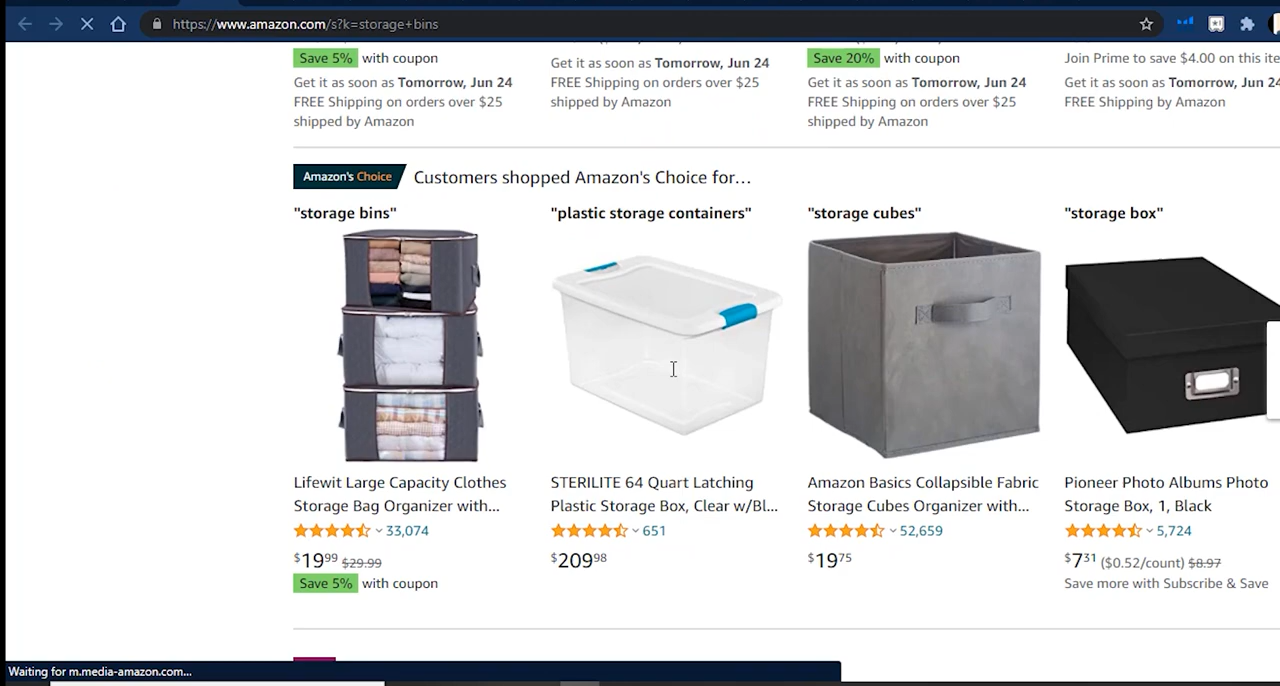 https://www.amazon.com/s?k=storage+bins
Save 5% with coupon
Get it as soon as Tomorrow, Jun 24
FREE Shipping on orders over $25
shipped by Amazon
Get it as soon as Tomorrow, Jun 24
FREE Shipping on orders over $25
shipped by Amazon
Save 20% with coupon
Get it as soon as Tomorrow, Jun 24
FREE Shipping on orders over $25
shipped by Amazon
Join Prime to save $4.00 on this
Get it as soon as Tomorrow, Jun 24
FREE Shipping by Amazon
Amazon's Choice Customers shopped Amazon's Choice for…
"storage bins"
Lifewit Large Capacity Clothes
Storage Bag Organizer with...
33,074
$19.99 $29.99
Save 5% with coupon
"plastic storage containers"
STERILITE 64 Quart Latching
Plastic Storage Box, Clear w/Bl...
651
$209.98
"storage cubes"
Amazon Basics Collapsible Fabric
Storage Cubes Organizer with...
52,659
$19.75
"storage box"
Pioneer Photo Albums Photo
Storage Box, 1, Black
5,724
$7.31 ($0.52/count) $8.97
Save more with Subscribe & Save
Waiting for m.media-amazon.com...